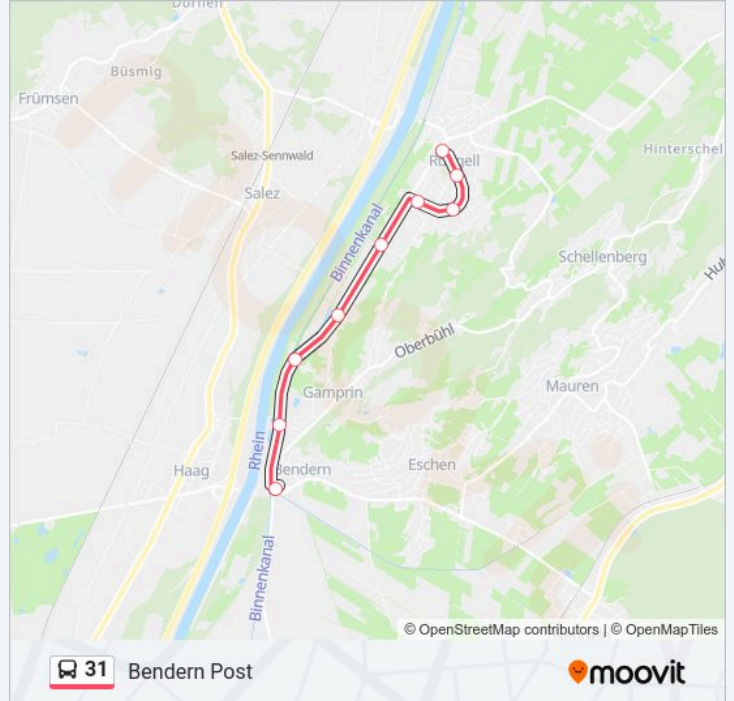 Dornen
Büsmig
Frümsen
Salez-Sennwald
Salez
Hinterschel
Binnenkanal
Schellenberg
Oberbühl
Gamprin
Mauren
Rhein
Haag
Bendern
Eschen
Binnenkanal
© OpenStreetMap contributors | © OpenMapTiles
31 Bendern Post
moovit